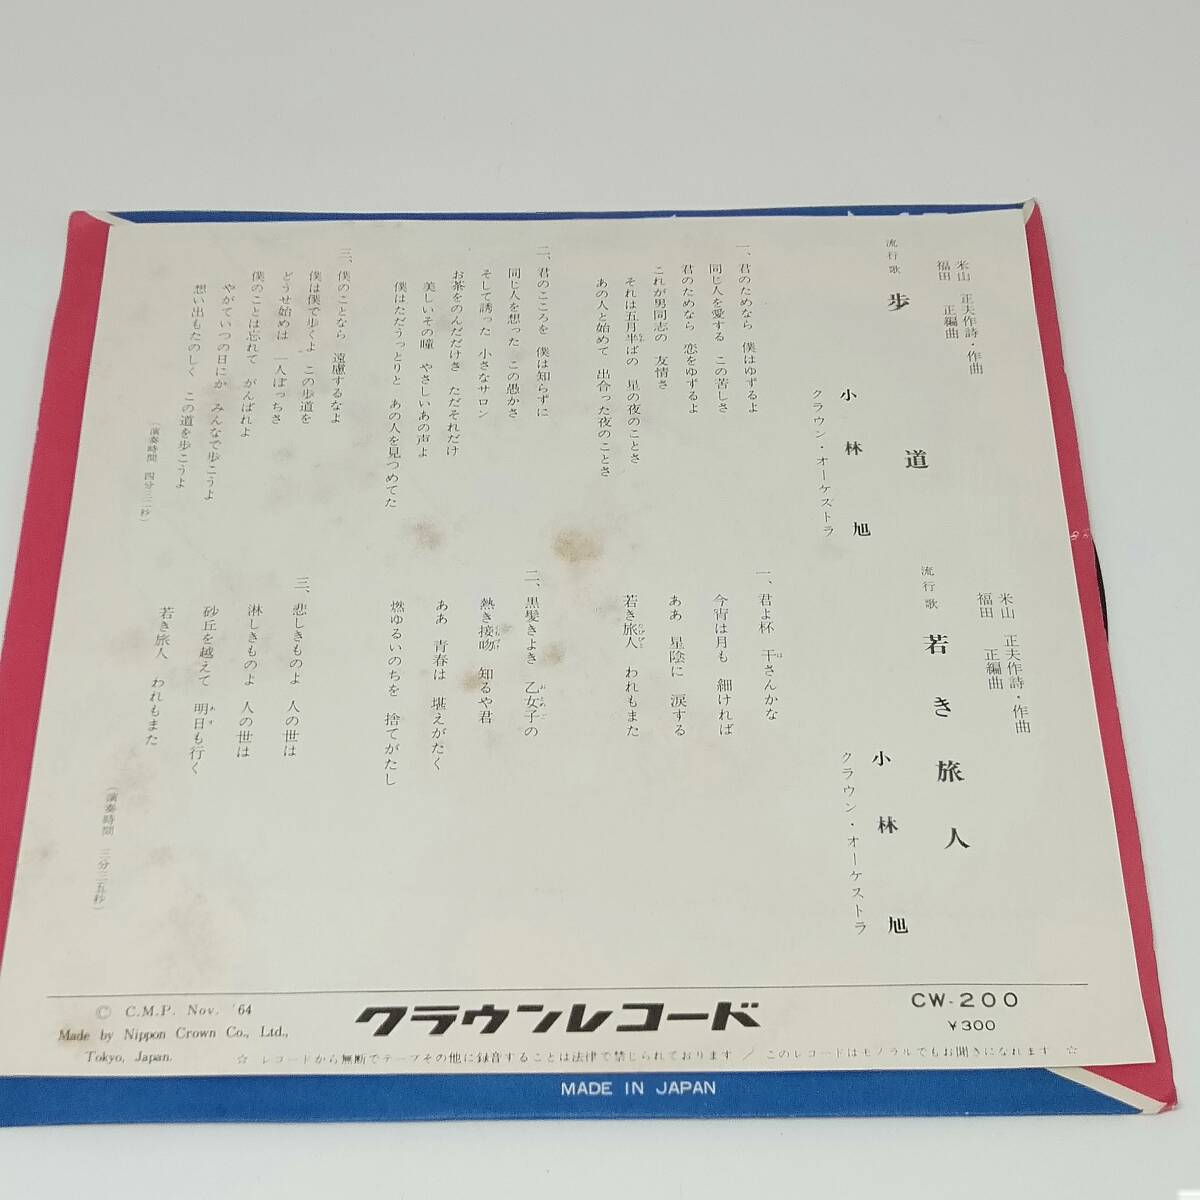 米山 正夫作詩・作曲
福田 正編曲
流行歌
歩道
小林旭
クラウン・オーケストラ
一、君のためなら 僕はゆずるよ
同じ人を愛する この苦しさ
君のためなら 恋をゆずるよ
これが男同志の 友情さ
それは五月半ばの 星の夜のことさ
あの人と始めて 出合った夜のことさ
二、君のこころを 僕は知らずに
同じ人を想った この愚かさ
そして誘った 小さなサロン
お茶をのんだだけさ ただそれだけ
美しいその瞳 やさしいあの声よ
僕はただうっとりと あの人を見つめてた
三、僕のことなら 遠慮するなよ
僕は僕で歩くよ この歩道を
どうせ始めは 一人ぼっちさ
僕のことは忘れて がんばれよ
やがていつの日にか みんなで歩こうよ
想い出もたのしく この道を歩こうよ
(演奏時間 四分三二秒)
米山 正夫作詩・作曲
福田 正編曲
流行歌
若き旅人
小林旭
クラウン・オーケストラ
一、君よ杯 干さんかな
今宵は月も 細ければ
ああ 星陰に 涙する
若き旅人 われもまた
二、黒髪きよき 乙女子の
熱き接吻 知るや君
ああ 青春は 堪えがたく
燃ゆるいのちを 捨てがたし
三、悲しきものよ 人の世は
淋しきものよ 人の世は
砂丘を越えて 明日も行く
若き旅人 われもまた
(演奏時間 三分三五秒)
© C.M.P. Nov. '64
Made by Nippon Crown Co., Ltd.,
Tokyo, Japan.
クラウンレコード
CW-200
¥300
☆ レコードから無断でテープその他に録音することは法律で禁じられております / このレコードはモノラルでもお聞きになれます ☆
MADE IN JAPAN